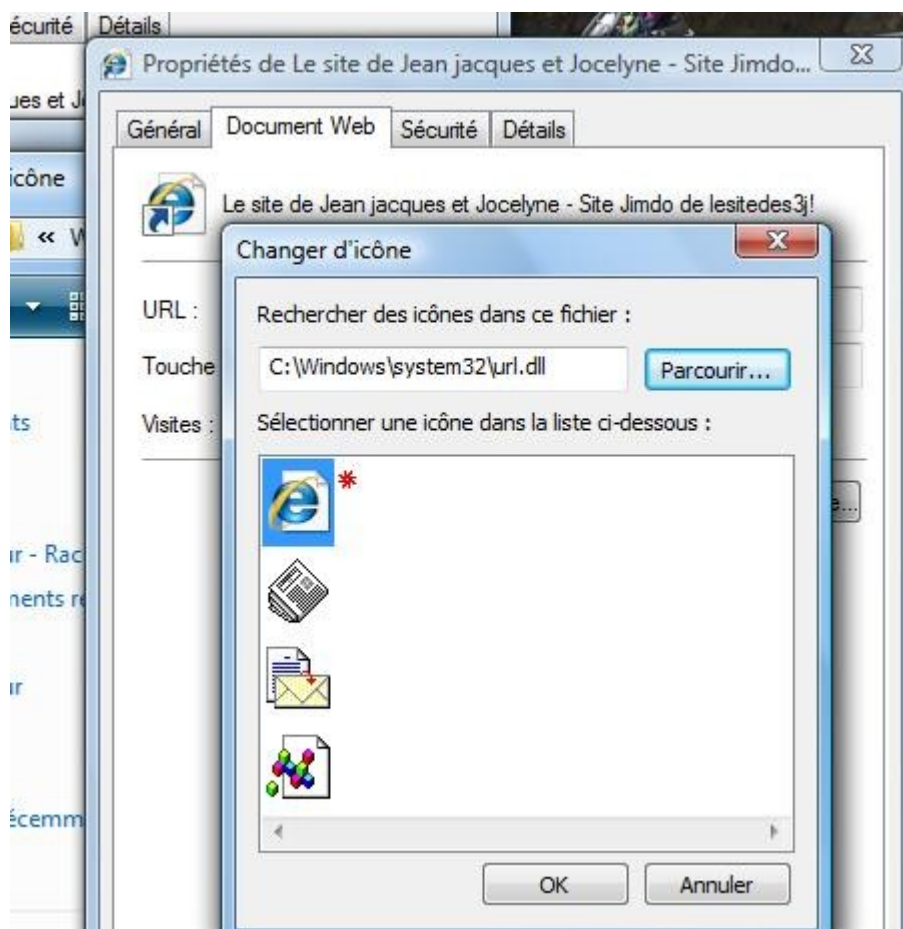 écurité Détails
Propriétés de Le site de Jean jacques et Jocelyne - Site Jimdo...
ues et J
Général Document Web Sécurité Détails
icône
Le site de Jean jacques et Jocelyne - Site Jimdo de lesitedes3j!
«
Changer d'icône
URL :
Rechercher des icônes dans ce fichier :
Touche
C:\Windows\system32\url.dll
Parcourir...
ts
Visites :
Sélectionner une icône dans la liste ci-dessous :
e...
ur - Rac
ments re
ur
écemm
OK
Annuler